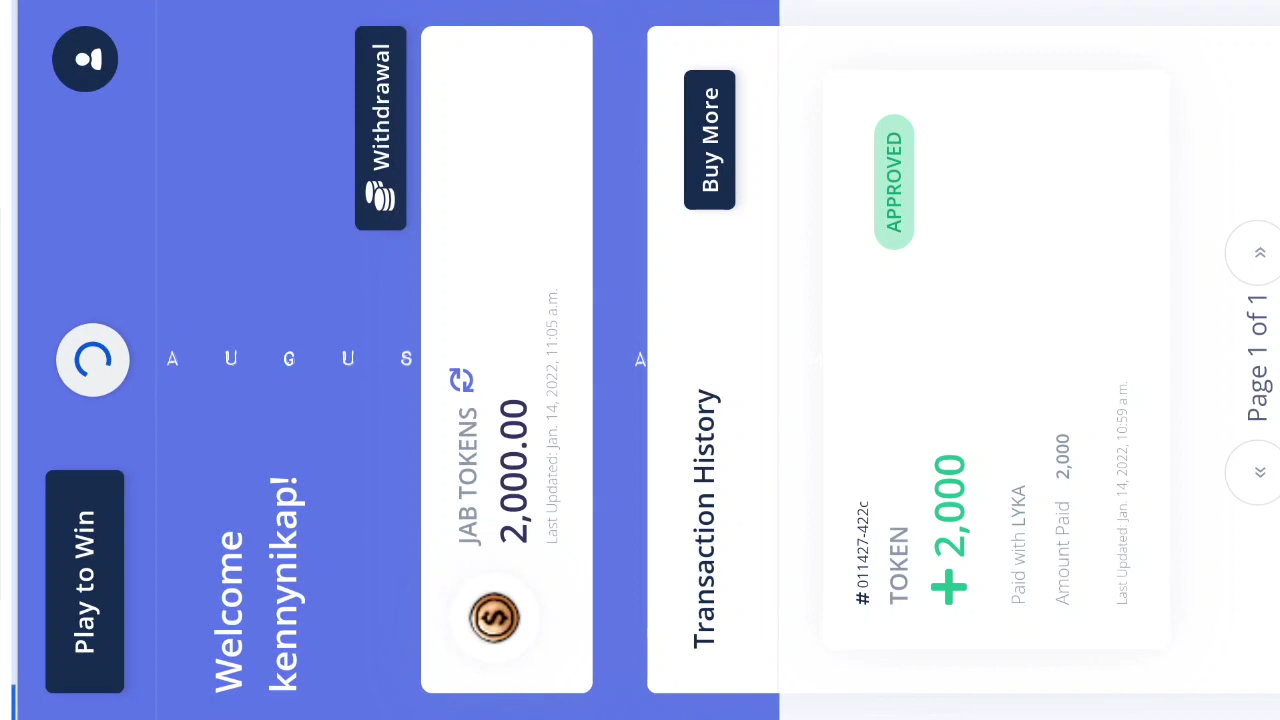 Play to Win
A U G U S
A
Welcome
kennynikap!
Withdrawal
JAB TOKENS
2,000.00
Last Updated: Jan. 14, 2022, 11:05 a.m.
Transaction History
Buy More
# 011427-422c
APPROVED
TOKEN
+ 2,000
Paid with LYKA
Amount Paid 2,000
Last Updated: Jan. 14, 2022, 10:59 a.m.
« Page 1 of 1 »